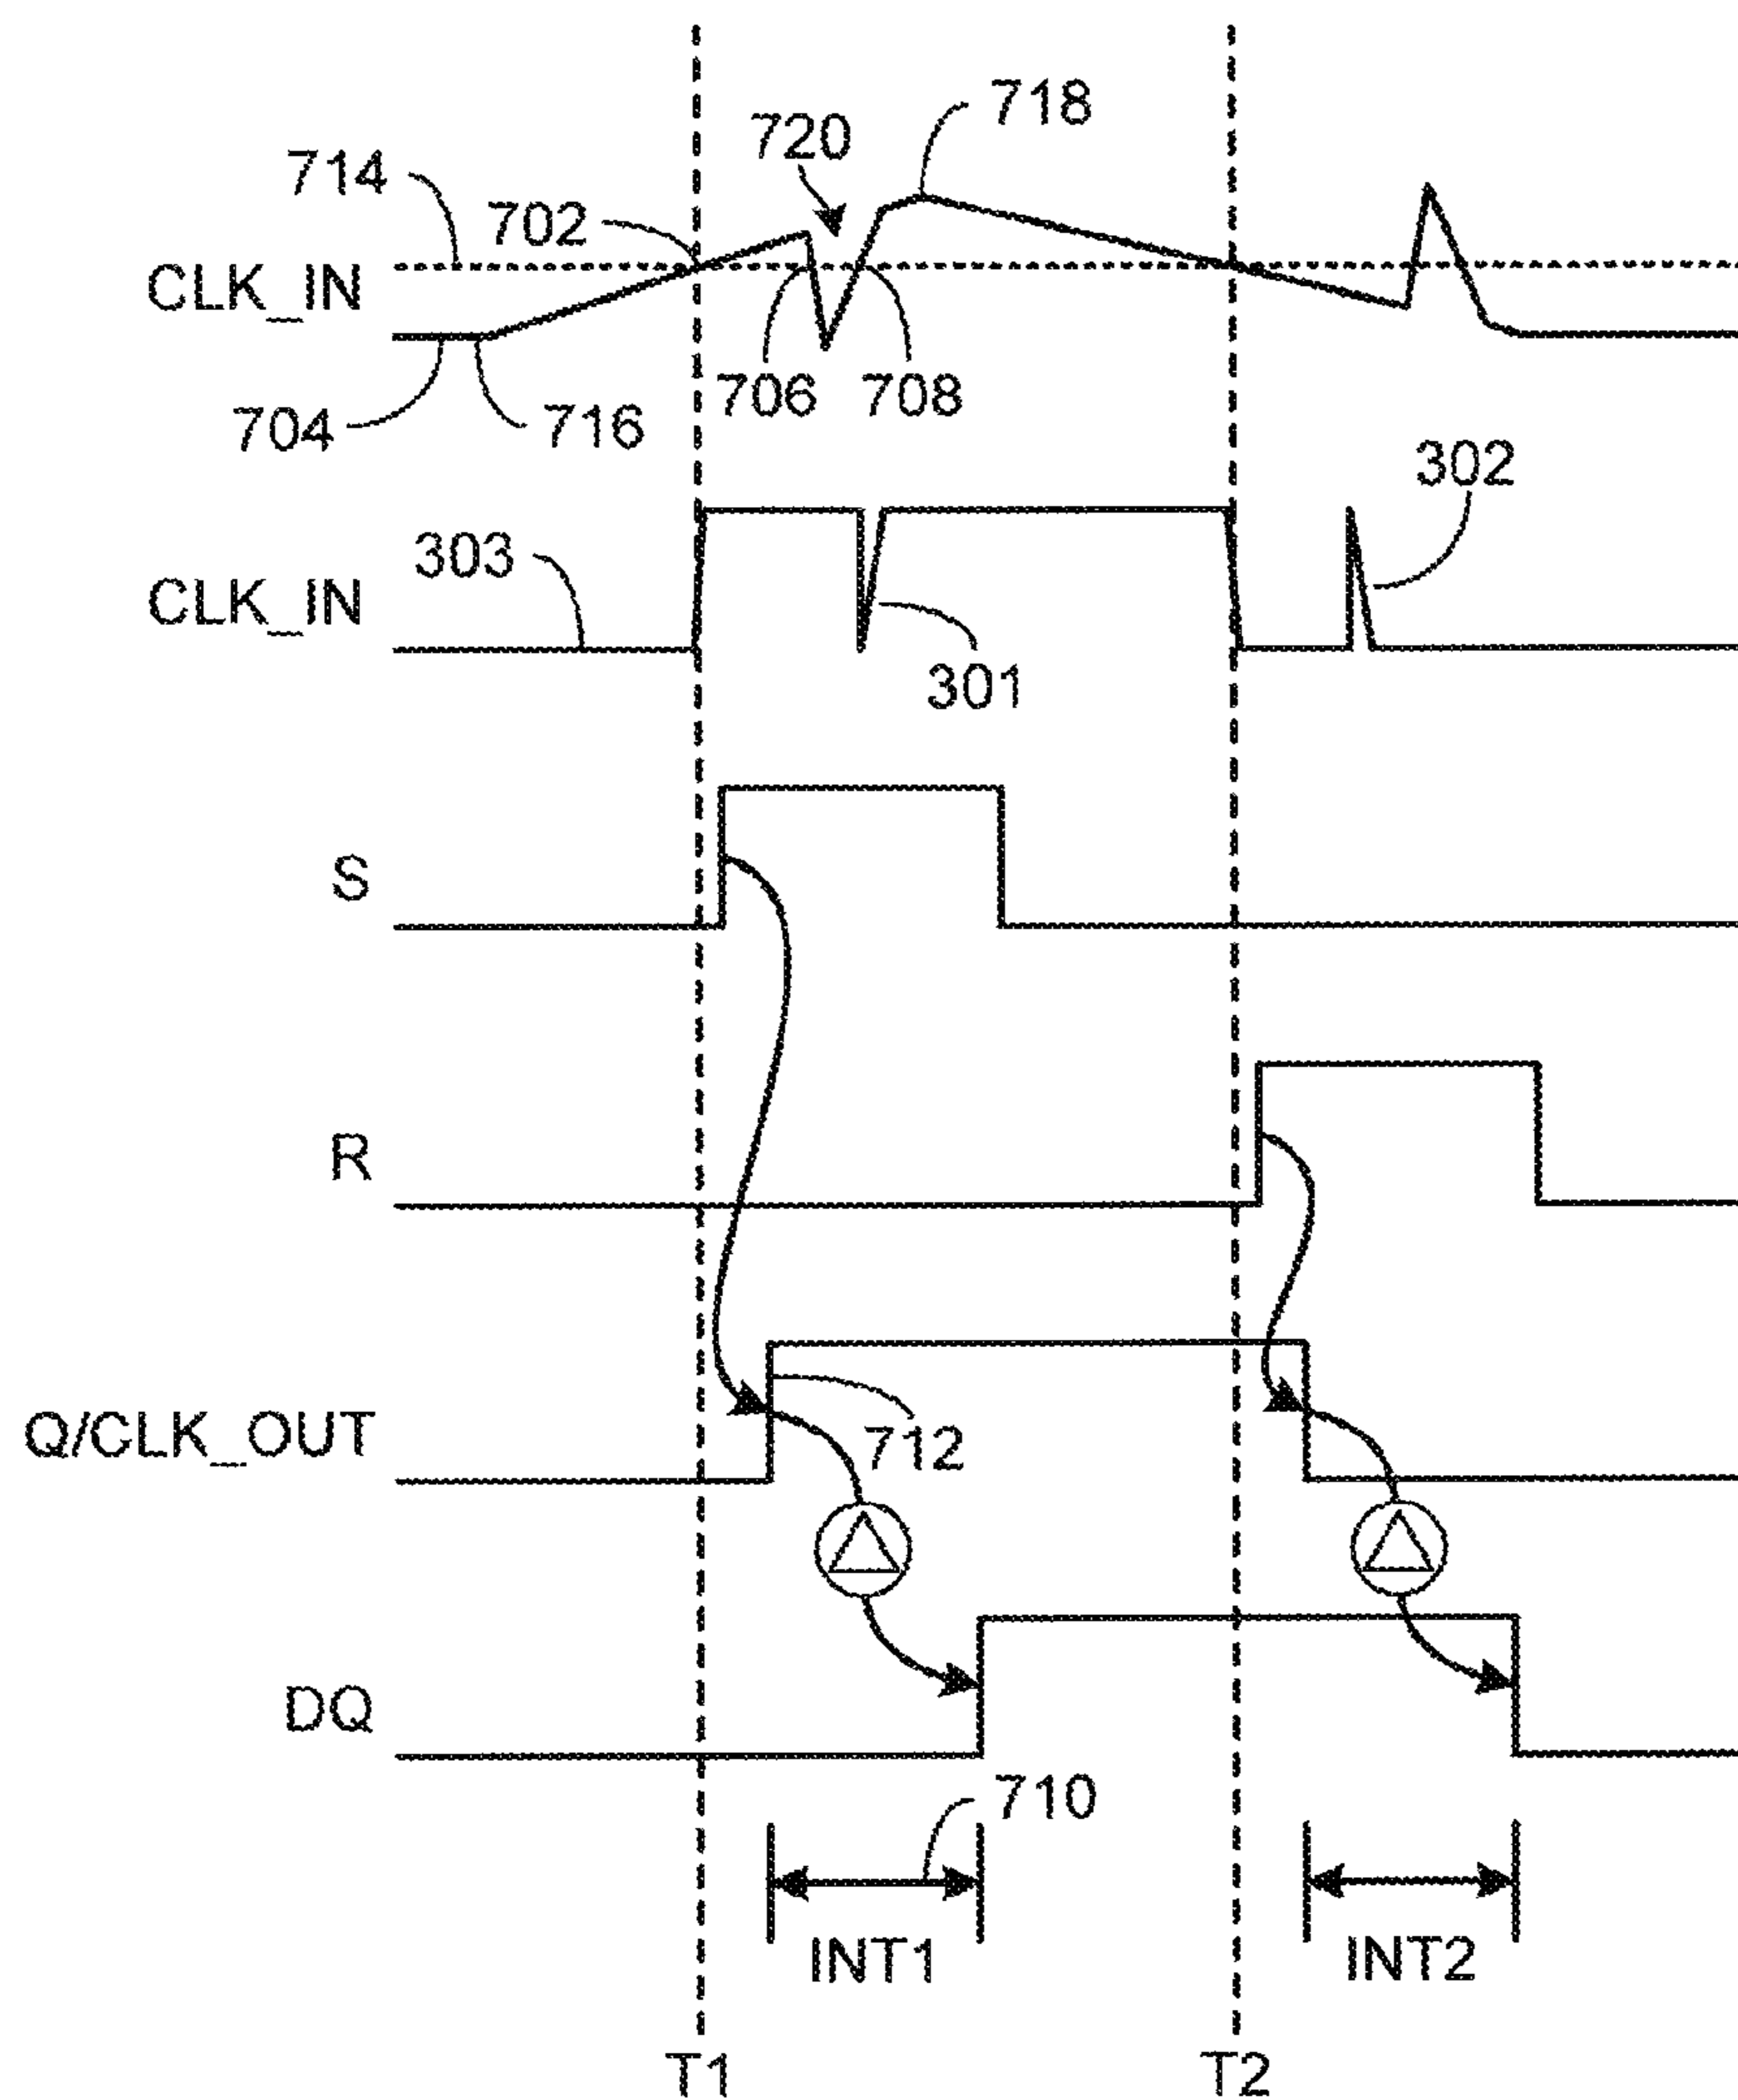 718
720
714
702
CLK_IN
706 708
704 716
302
303
CLK_IN
301
S
R
Q/CLK_OUT
712
DQ
710
INT1 INT2
T1 T2